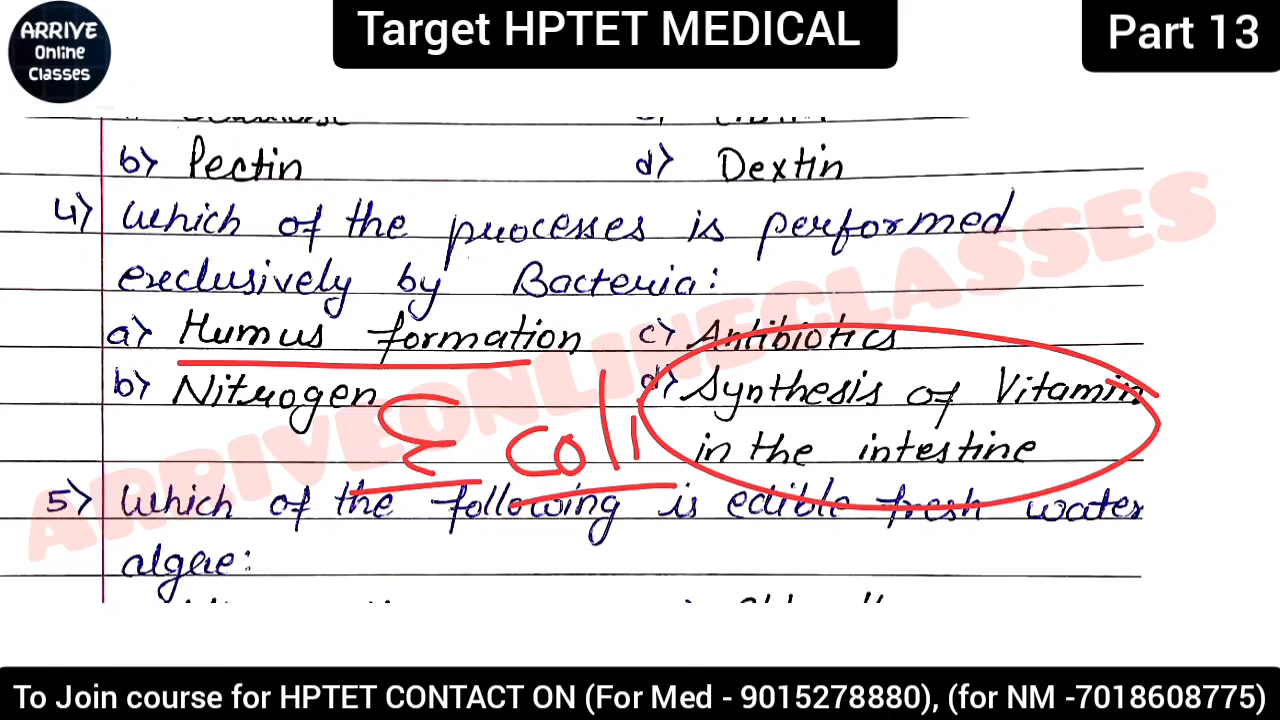 ARRIVE
Online
Classes
Target HPTET MEDICAL
Part 13
b) Pectin
d) Dextin
4) Which of the processes is performed
exclusively by Bacteria:
a) Humus formation
c) Antibiotics
b) Nitrogen
d) Synthesis of Vitamin
in the intestine
E coli
5) Which of the following is edible fresh water
algae:
ARRIVEONLINECLASSES
To Join course for HPTET CONTACT ON (For Med - 9015278880), (for NM -7018608775)